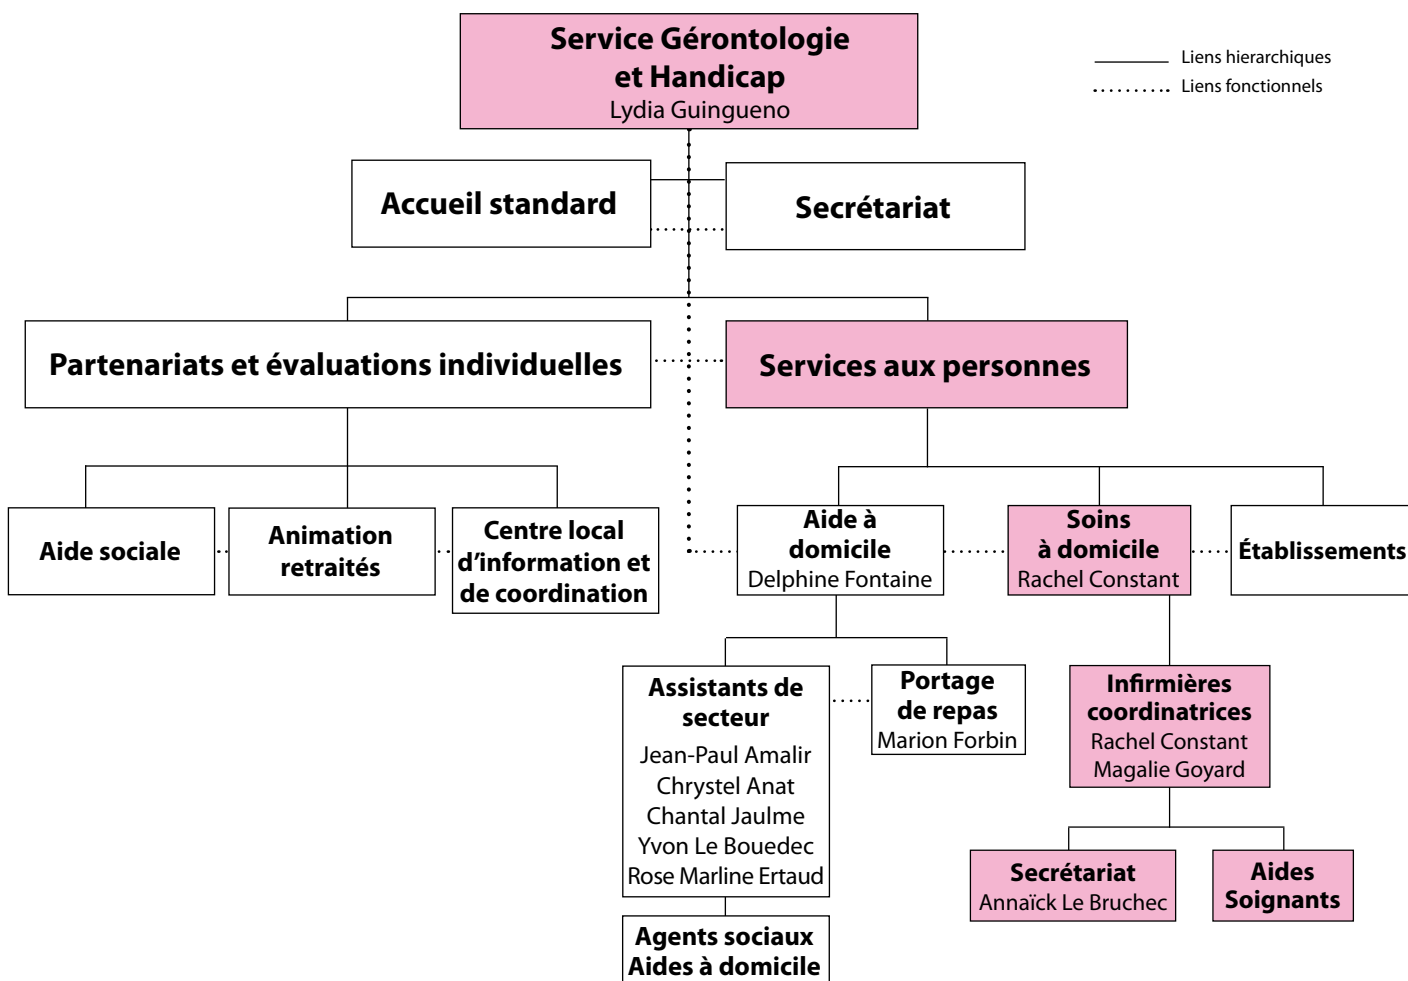 Service Gérontologie
et Handicap
Lydia Guingueno
Liens hierarchiques
Liens fonctionnels
Accueil standard
Secrétariat
Partenariats et évaluations individuelles
Services aux personnes
Aide sociale
Animation
retraités
Centre local
d'information et
de coordination
Aide à
domicile
Delphine Fontaine
Soins
à domicile
Rachel Constant
Établissements
Assistants de
secteur
Jean-Paul Amalir
Chrystel Anat
Chantal Jaulme
Yvon Le Bouedec
Rose Marline Ertaud
Portage
de repas
Marion Forbin
Infirmières
coordinatrices
Rachel Constant
Magalie Goyard
Secrétariat
Annaïck Le Bruchec
Aides
Soignants
Agents sociaux
Aides à domicile